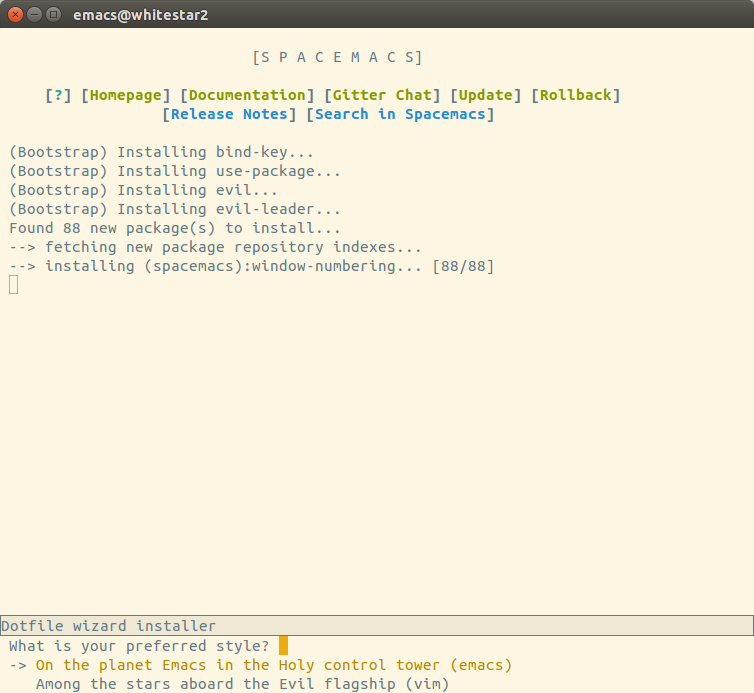 emacs@whitestar2
[S P A C E M A C S]
[?] [Homepage] [Documentation] [Gitter Chat] [Update] [Rollback]
[Release Notes] [Search in Spacemacs]
(Bootstrap) Installing bind-key...
(Bootstrap) Installing use-package...
(Bootstrap) Installing evil...
(Bootstrap) Installing evil-leader...
Found 88 new package(s) to install...
--> fetching new package repository indexes...
--> installing (spacemacs):window-numbering... [88/88]
Dotfile wizard installer
What is your preferred style?
-> On the planet Emacs in the Holy control tower (emacs)
Among the stars aboard the Evil flagship (vim)